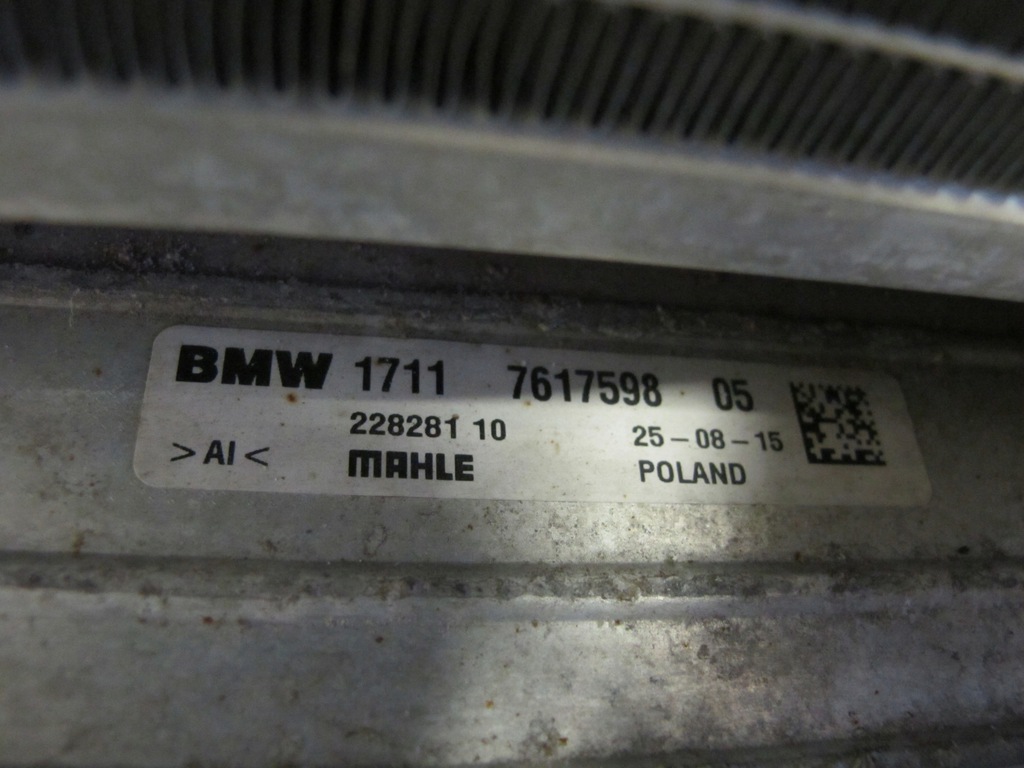 BMW 1711 7617598 05
228281 10 25-08-15
>Al< MAHLE POLAND